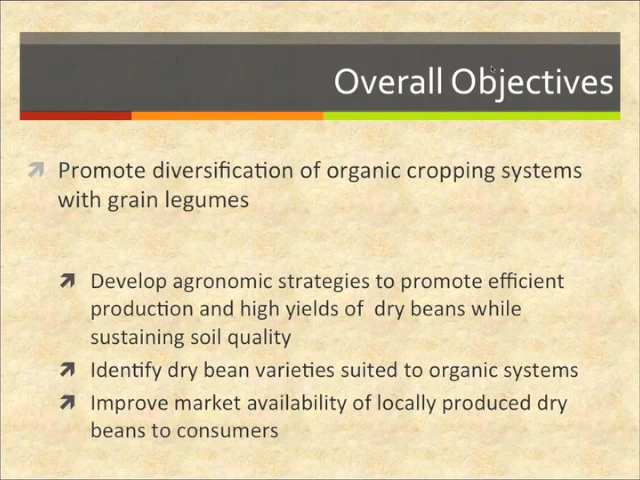 Overall Objectives
Promote diversification of organic cropping systems
with grain legumes
Develop agronomic strategies to promote efficient
production and high yields of dry beans while
sustaining soil quality
Identify dry bean varieties suited to organic systems
Improve market availability of locally produced dry
beans to consumers